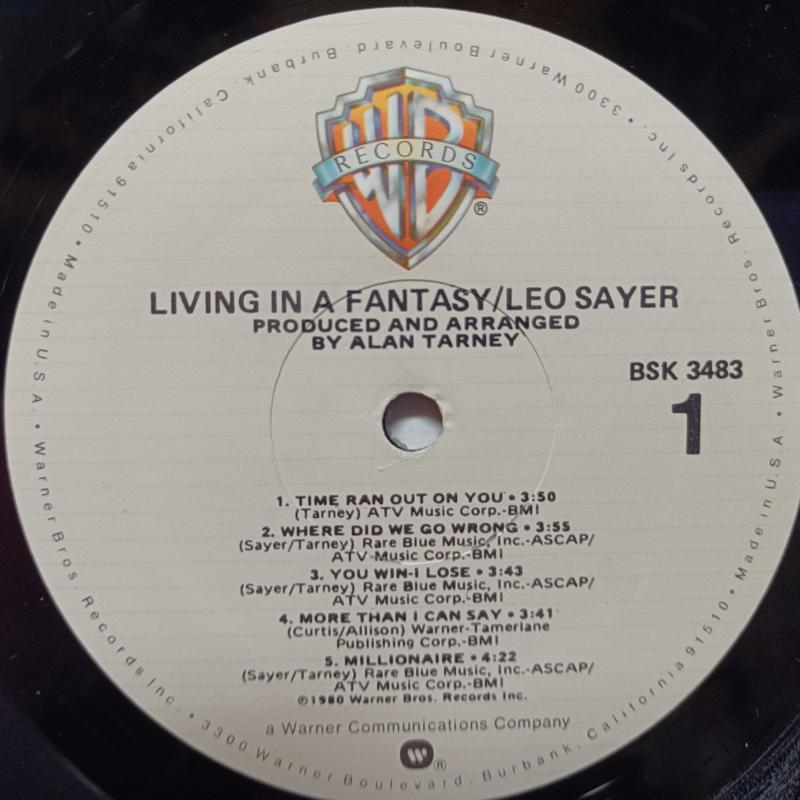 WB
RECORDS
®
LIVING IN A FANTASY/LEO SAYER
PRODUCED AND ARRANGED
BY ALAN TARNEY
BSK 3483
1
1. TIME RAN OUT ON YOU • 3:50
(Tarney) ATV Music Corp.-BMI
2. WHERE DID WE GO WRONG • 3:55
(Sayer/Tarney) Rare Blue Music, Inc.-ASCAP/
ATV Music Corp.-BMI
3. YOU WIN-I LOSE • 3:43
(Sayer/Tarney) Rare Blue Music, Inc.-ASCAP/
ATV Music Corp.-BMI
4. MORE THAN I CAN SAY • 3:41
(Curtis/Allison) Warner-Tamerlane
Publishing Corp.-BMI
5. MILLIONAIRE • 4:22
(Sayer/Tarney) Rare Blue Music, Inc.-ASCAP/
ATV Music Corp.-BMI
℗1980 Warner Bros. Records Inc.
a Warner Communications Company
W®
Warner Bros. Records Inc. • 3300 Warner Boulevard, Burbank, California 91510 • Made in U.S.A. •
Warner Bros. Records Inc. • 3300 Warner Boulevard, Burbank, California 91510 • Made in U.S.A. •